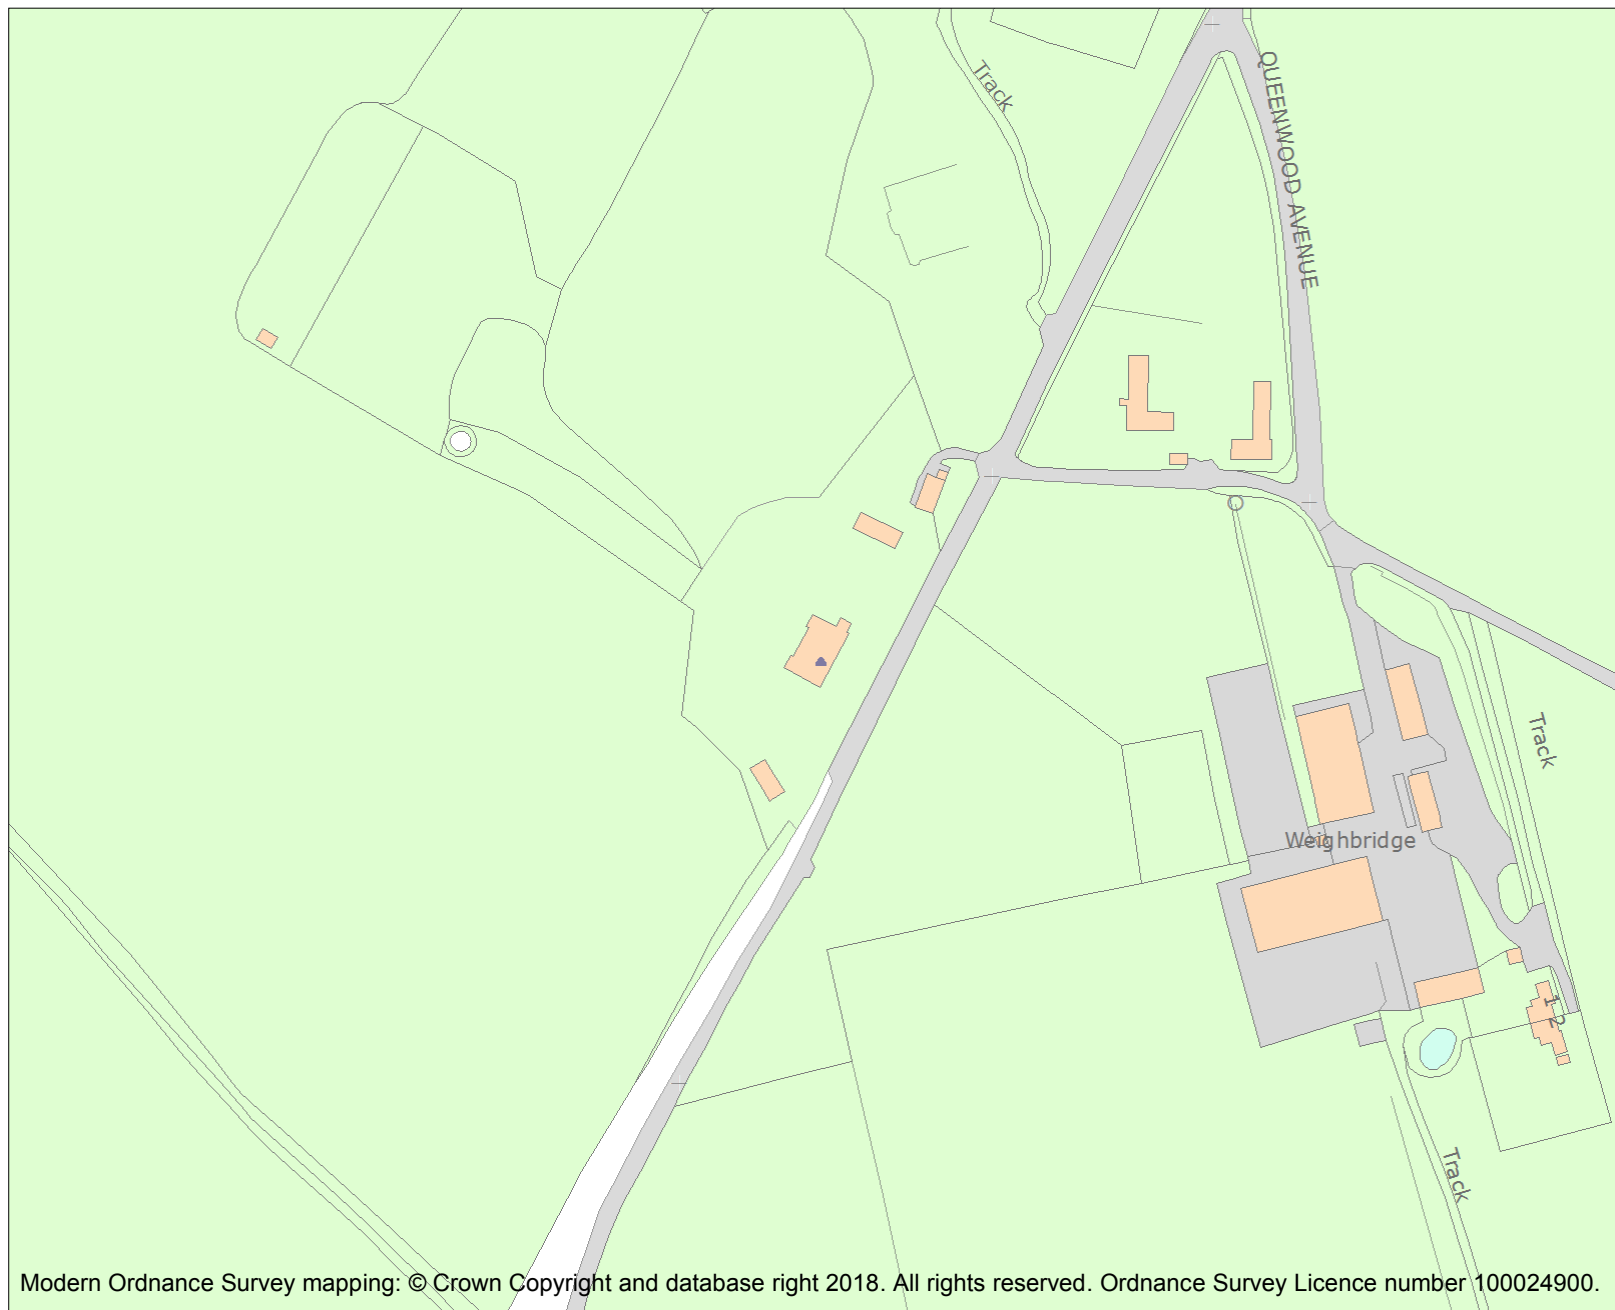 Track
QUEENWOOD AVENUE
Track
Weighbridge
1
2
Track
Modern Ordnance Survey mapping: © Crown Copyright and database right 2018. All rights reserved. Ordnance Survey Licence number 100024900.